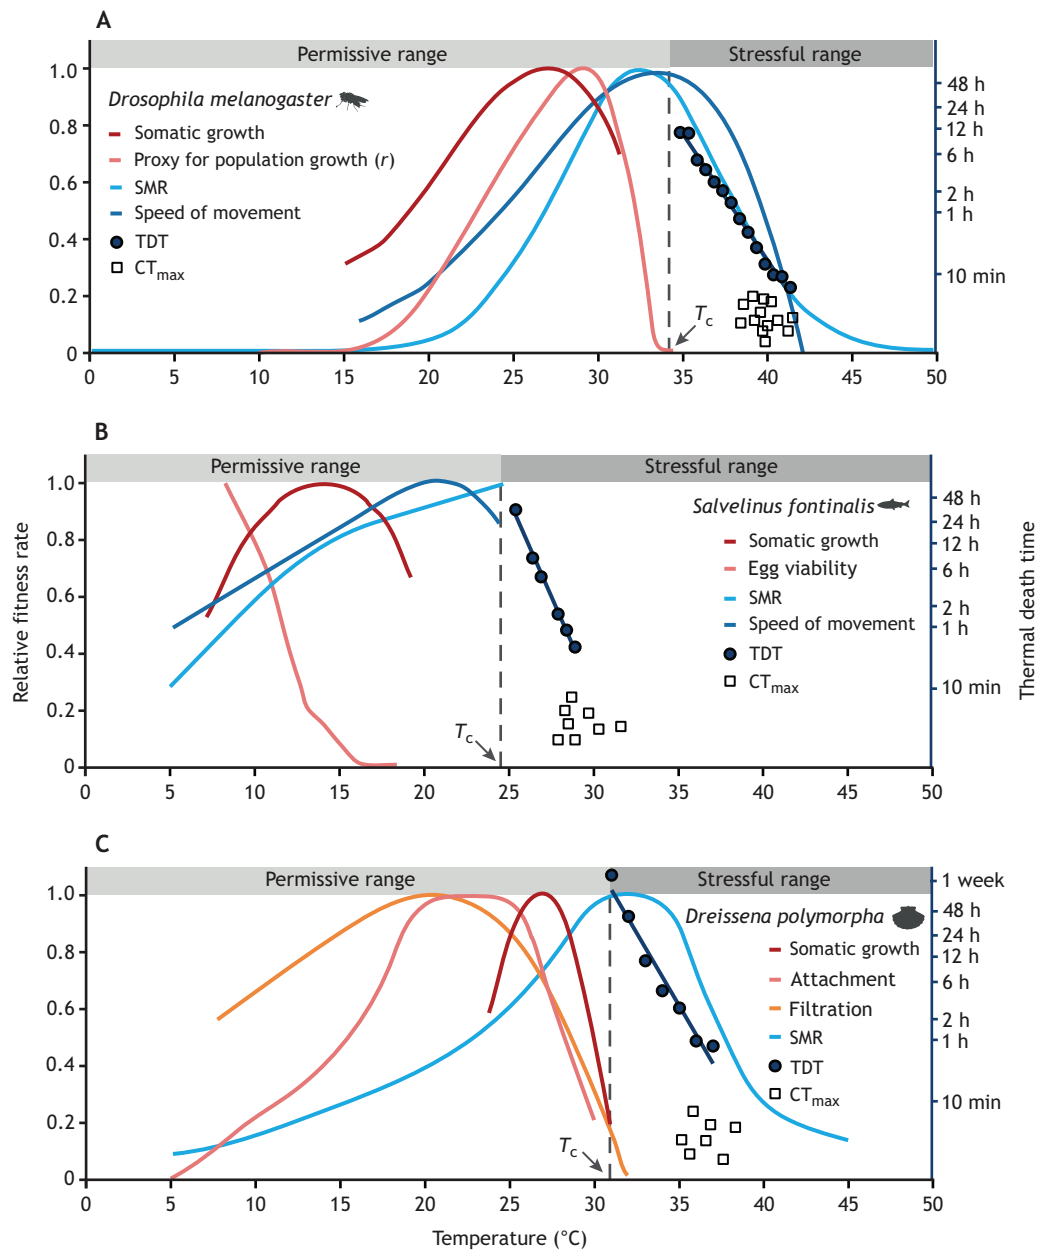 A
Permissive range
Stressful range
Drosophila melanogaster
Somatic growth
Proxy for population growth (r)
SMR
Speed of movement
TDT
CTmax
1.0
0.8
0.6
0.4
0.2
0
48 h
24 h
12 h
6 h
2 h
1 h
10 min
Tc
0 5 10 15 20 25 30 35 40 45 50
B
Permissive range
Stressful range
Salvelinus fontinalis
Somatic growth
Egg viability
SMR
Speed of movement
TDT
CTmax
Relative fitness rate
1.0
0.8
0.6
0.4
0.2
0
48 h
24 h
12 h
6 h
2 h
1 h
10 min
Thermal death time
Tc
0 5 10 15 20 25 30 35 40 45 50
C
Permissive range
Stressful range
Dreissena polymorpha
Somatic growth
Attachment
Filtration
SMR
TDT
CTmax
1.0
0.8
0.6
0.4
0.2
0
1 week
48 h
24 h
12 h
6 h
2 h
1 h
10 min
Tc
0 5 10 15 20 25 30 35 40 45 50
Temperature (°C)